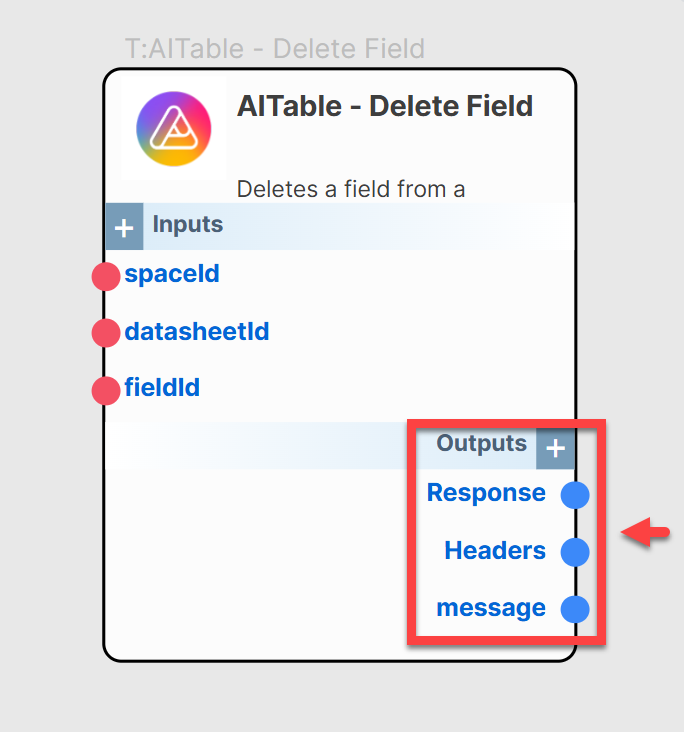 T:AITable - Delete Field
AITable - Delete Field
Deletes a field from a
+ Inputs
spaceId
datasheetId
fieldId
Outputs +
Response
Headers
message